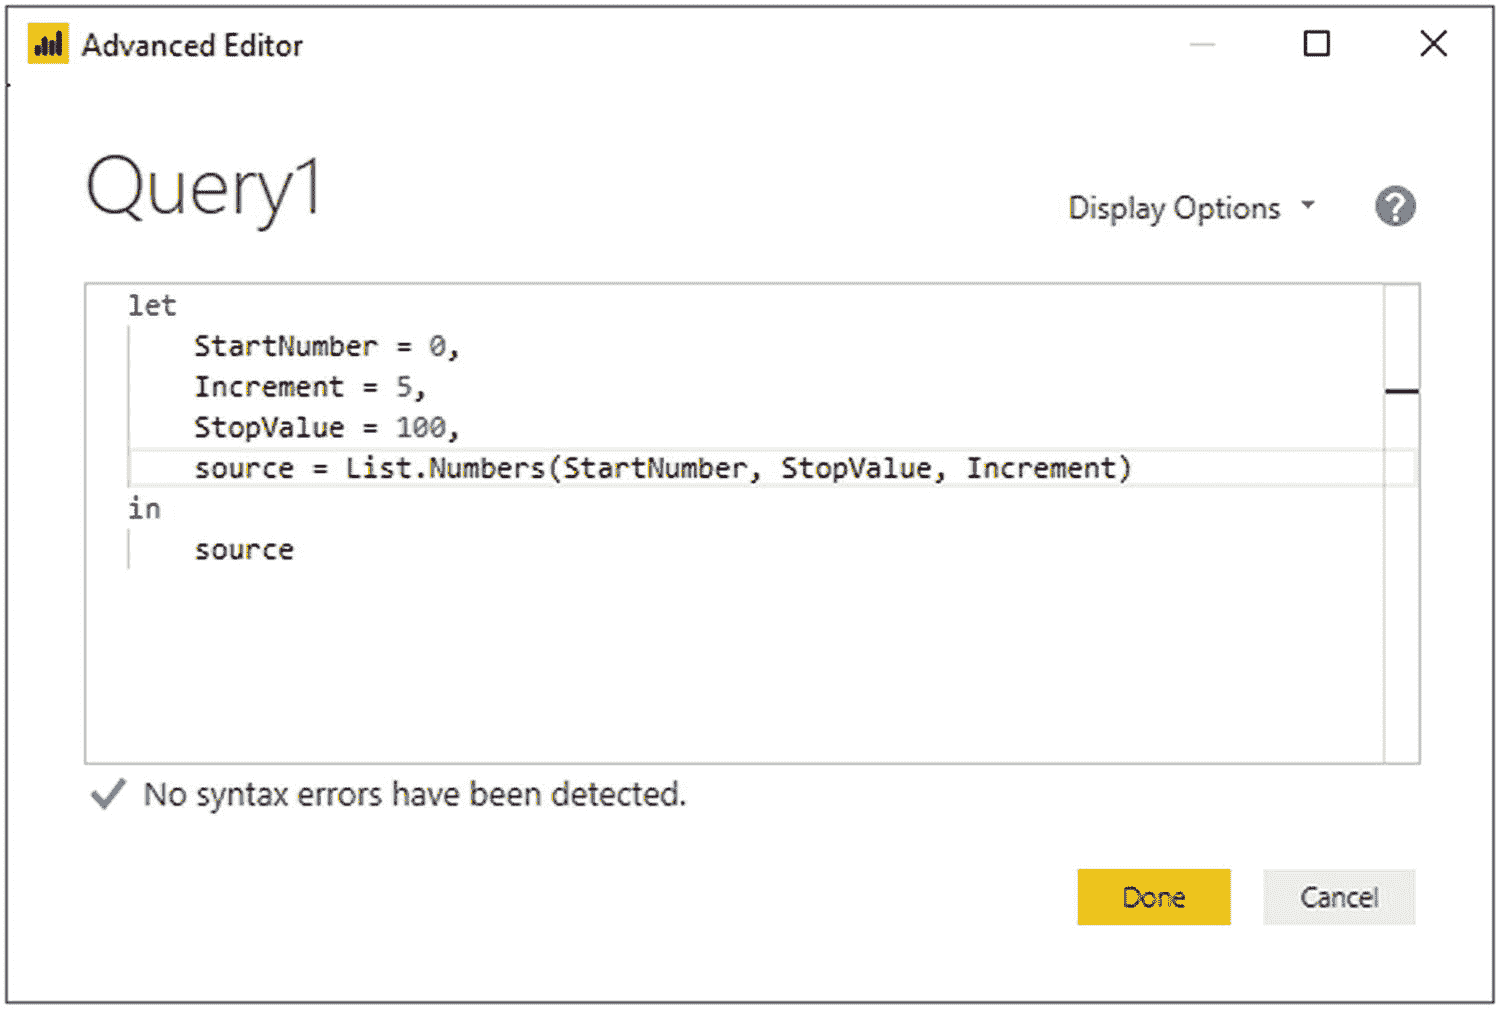 Advanced Editor
Query1
Display Options
?
let
StartNumber = 0,
Increment = 5,
StopValue = 100,
source = List.Numbers(StartNumber, StopValue, Increment)
in
source
No syntax errors have been detected.
Done
Cancel